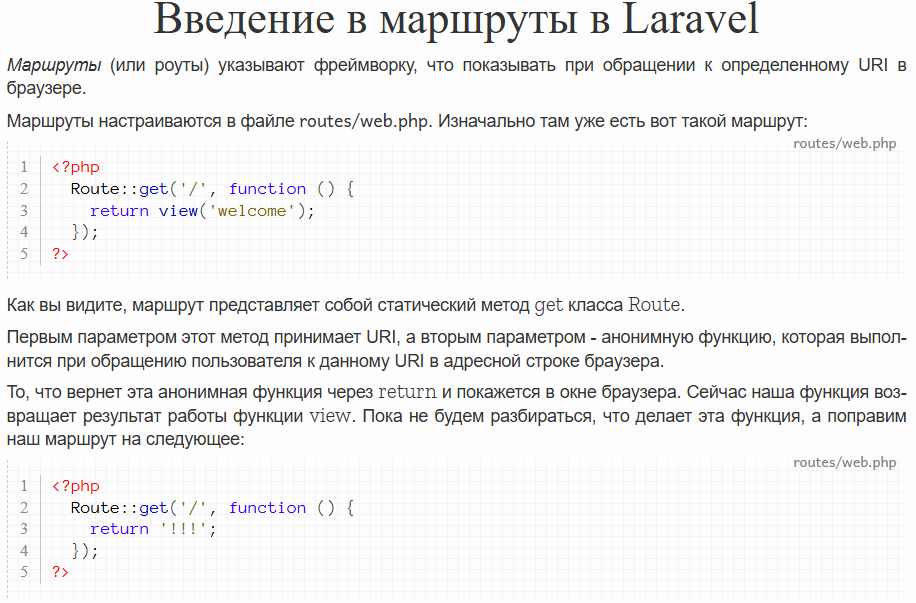 Введение в маршруты в Laravel
Маршруты (или роуты) указывают фреймворку, что показывать при обращении к определенному URI в
браузере.
Маршруты настраиваются в файле routes/web.php. Изначально там уже есть вот такой маршрут:
routes/web.php
1 <?php
2 Route::get('/', function () {
3 return view('welcome');
4 });
5 ?>
Как вы видите, маршрут представляет собой статический метод get класса Route.
Первым параметром этот метод принимает URI, а вторым параметром - анонимную функцию, которая выпол-
нится при обращению пользователя к данному URI в адресной строке браузера.
То, что вернет эта анонимная функция через return и покажется в окне браузера. Сейчас наша функция воз-
вращает результат работы функции view. Пока не будем разбираться, что делает эта функция, а поправим
наш маршрут на следующее:
routes/web.php
1 <?php
2 Route::get('/', function () {
3 return '!!!';
4 });
5 ?>